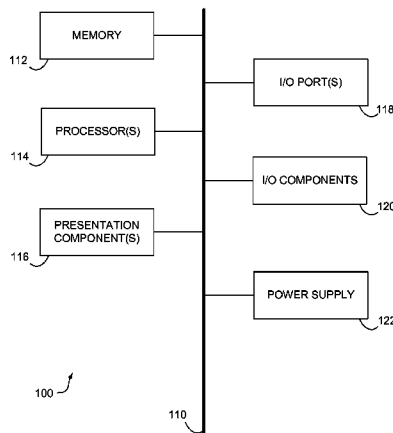 MEMORY
112
I/O PORT(S)
118
PROCESSOR(S)
114
I/O COMPONENTS
120
PRESENTATION
COMPONENT(S)
116
POWER SUPPLY
122
100
110